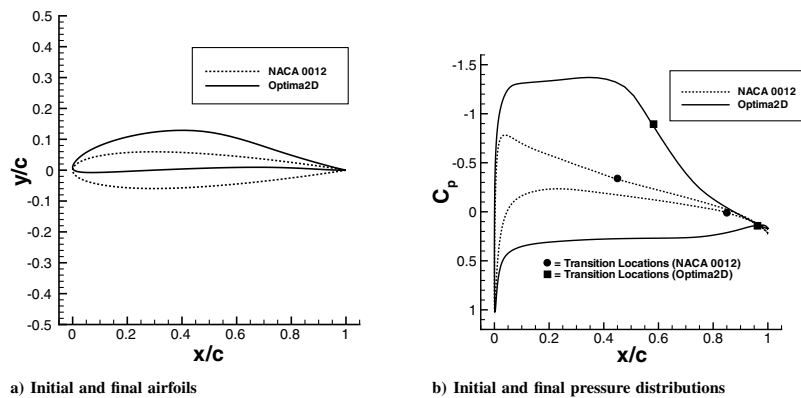 0.5
0.4
0.3
0.2
0.1
0
-0.1
-0.2
-0.3
-0.4
-0.5
y/c
0 0.2 0.4 0.6 0.8 1
x/c
NACA 0012
Optima2D
a) Initial and final airfoils
-1.5
-1
-0.5
0
0.5
1
Cp
0 0.2 0.4 0.6 0.8 1
x/c
NACA 0012
Optima2D
= Transition Locations (NACA 0012)
= Transition Locations (Optima2D)
b) Initial and final pressure distributions